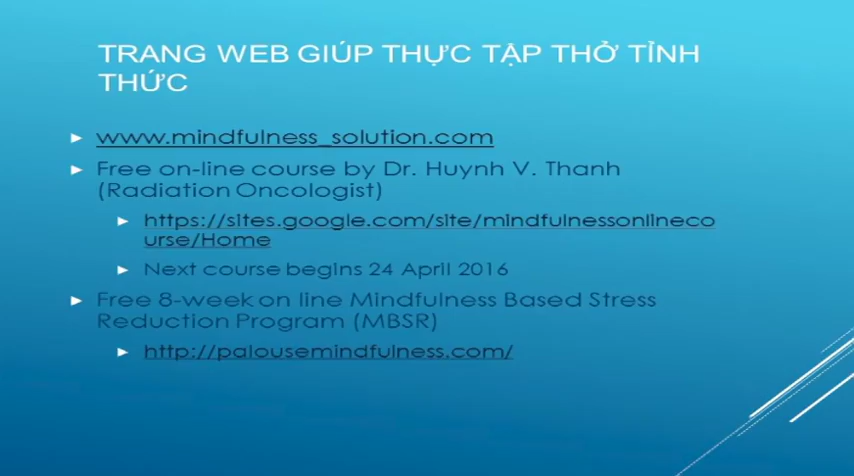 TRANG WEB GIÚP THỰC TẬP THỞ TỈNH
THỨC
www.mindfulness_solution.com
Free on-line course by Dr. Huynh V. Thanh
(Radiation Oncologist)
https://sites.google.com/site/mindfulnessonlineco
urse/Home
Next course begins 24 April 2016
Free 8-week on line Mindfulness Based Stress
Reduction Program (MBSR)
http://palousemindfulness.com/